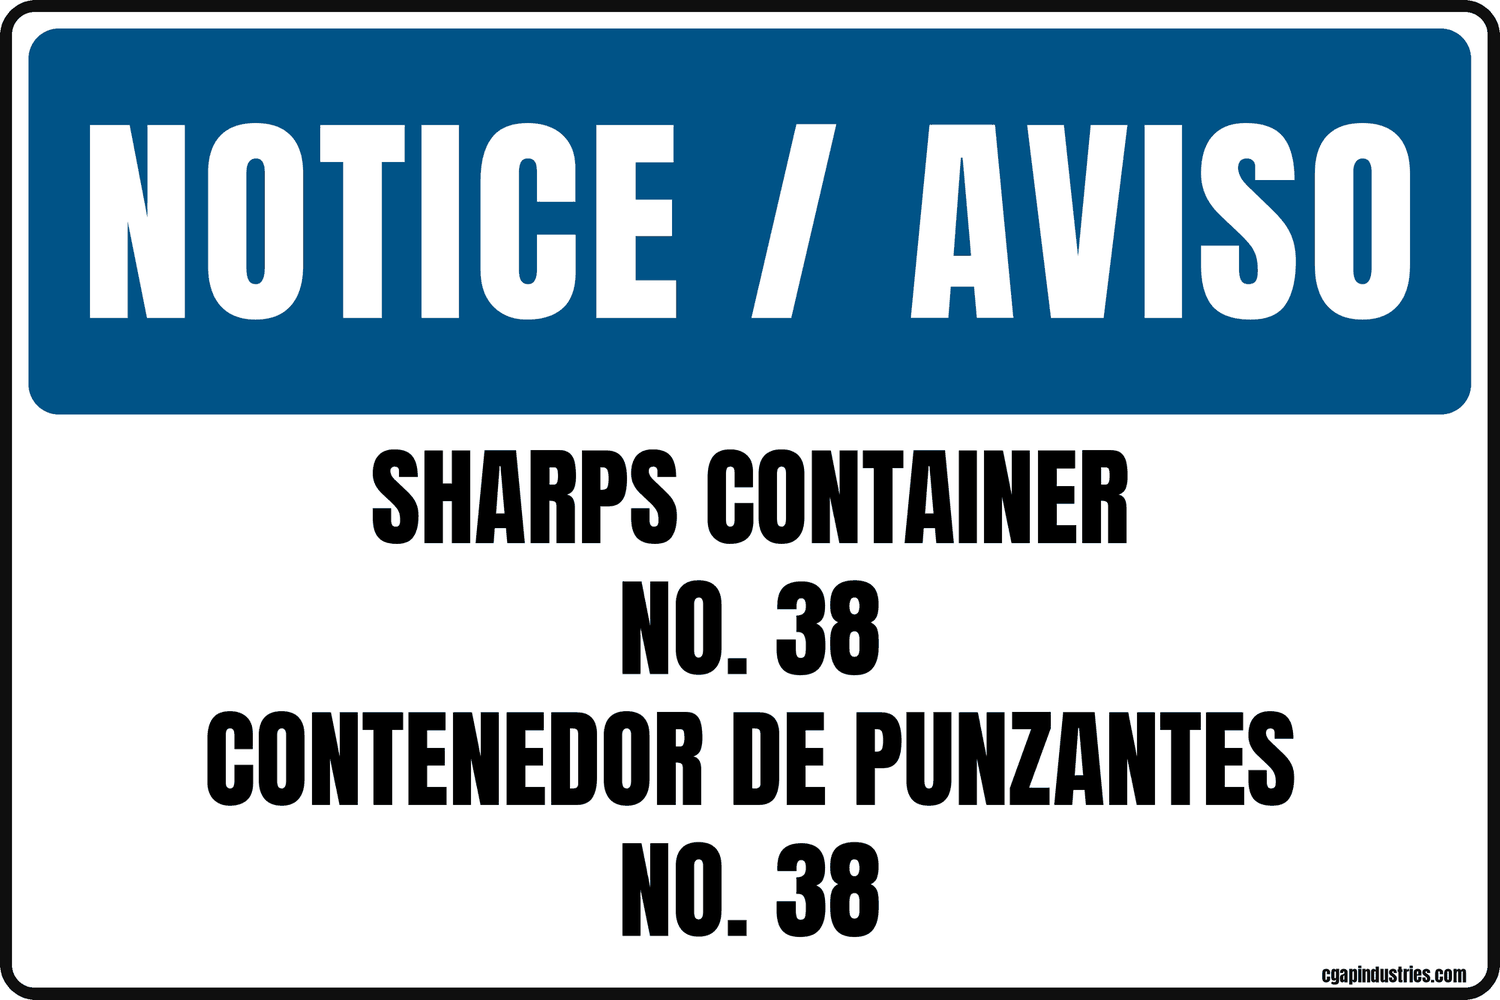 NOTICE / AVISO
SHARPS CONTAINER
NO. 38
CONTENEDOR DE PUNZANTES
NO. 38
cgapindustries.com